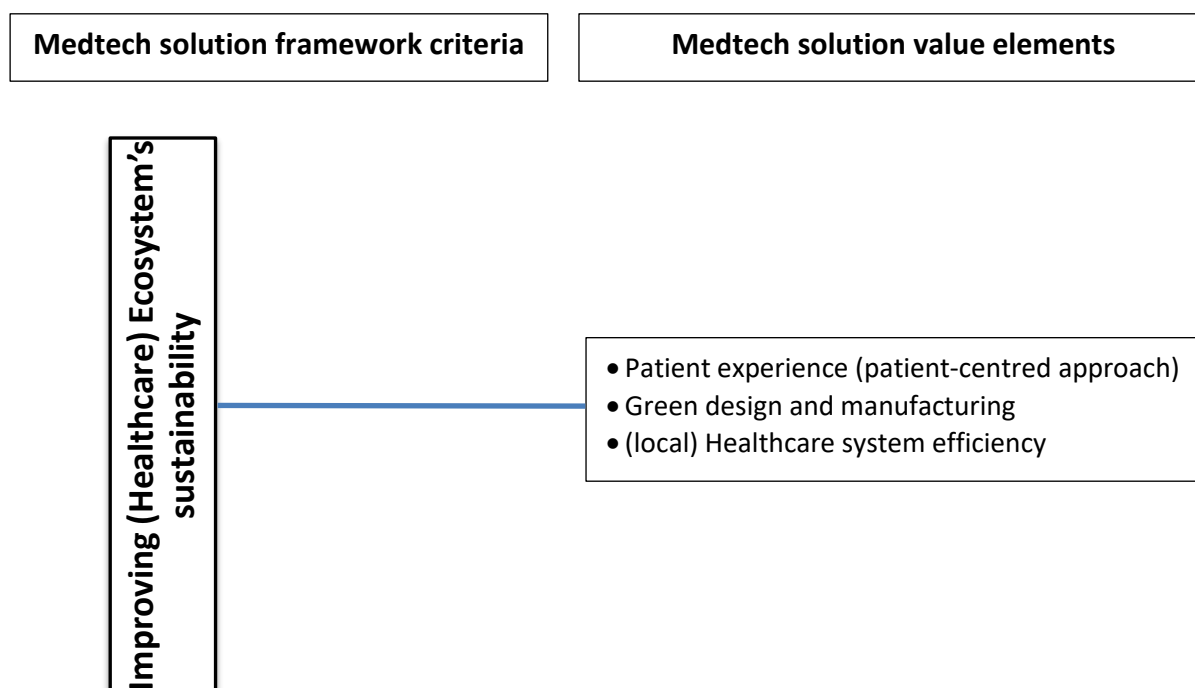 Medtech solution framework criteria
Medtech solution value elements
Improving (Healthcare) Ecosystem’s
sustainability
• Patient experience (patient-centred approach)
• Green design and manufacturing
• (local) Healthcare system efficiency